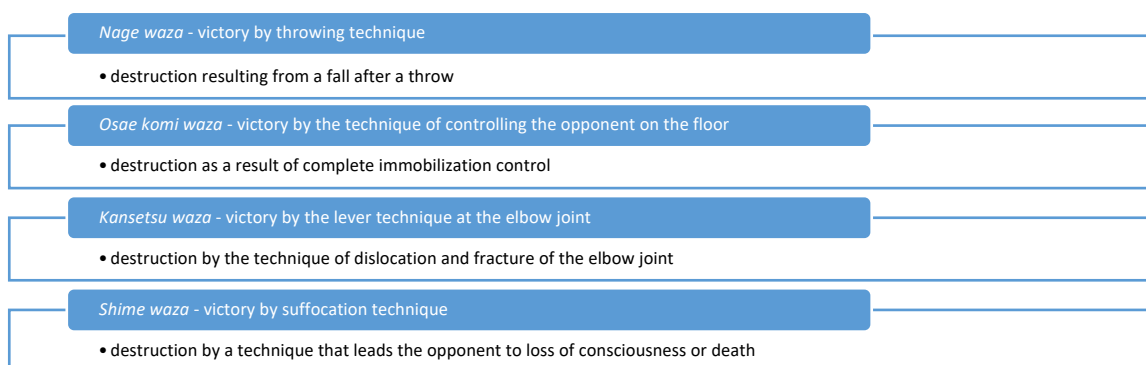 Nage waza - victory by throwing technique
• destruction resulting from a fall after a throw
Osae komi waza - victory by the technique of controlling the opponent on the floor
• destruction as a result of complete immobilization control
Kansetsu waza - victory by the lever technique at the elbow joint
• destruction by the technique of dislocation and fracture of the elbow joint
Shime waza - victory by suffocation technique
• destruction by a technique that leads the opponent to loss of consciousness or death